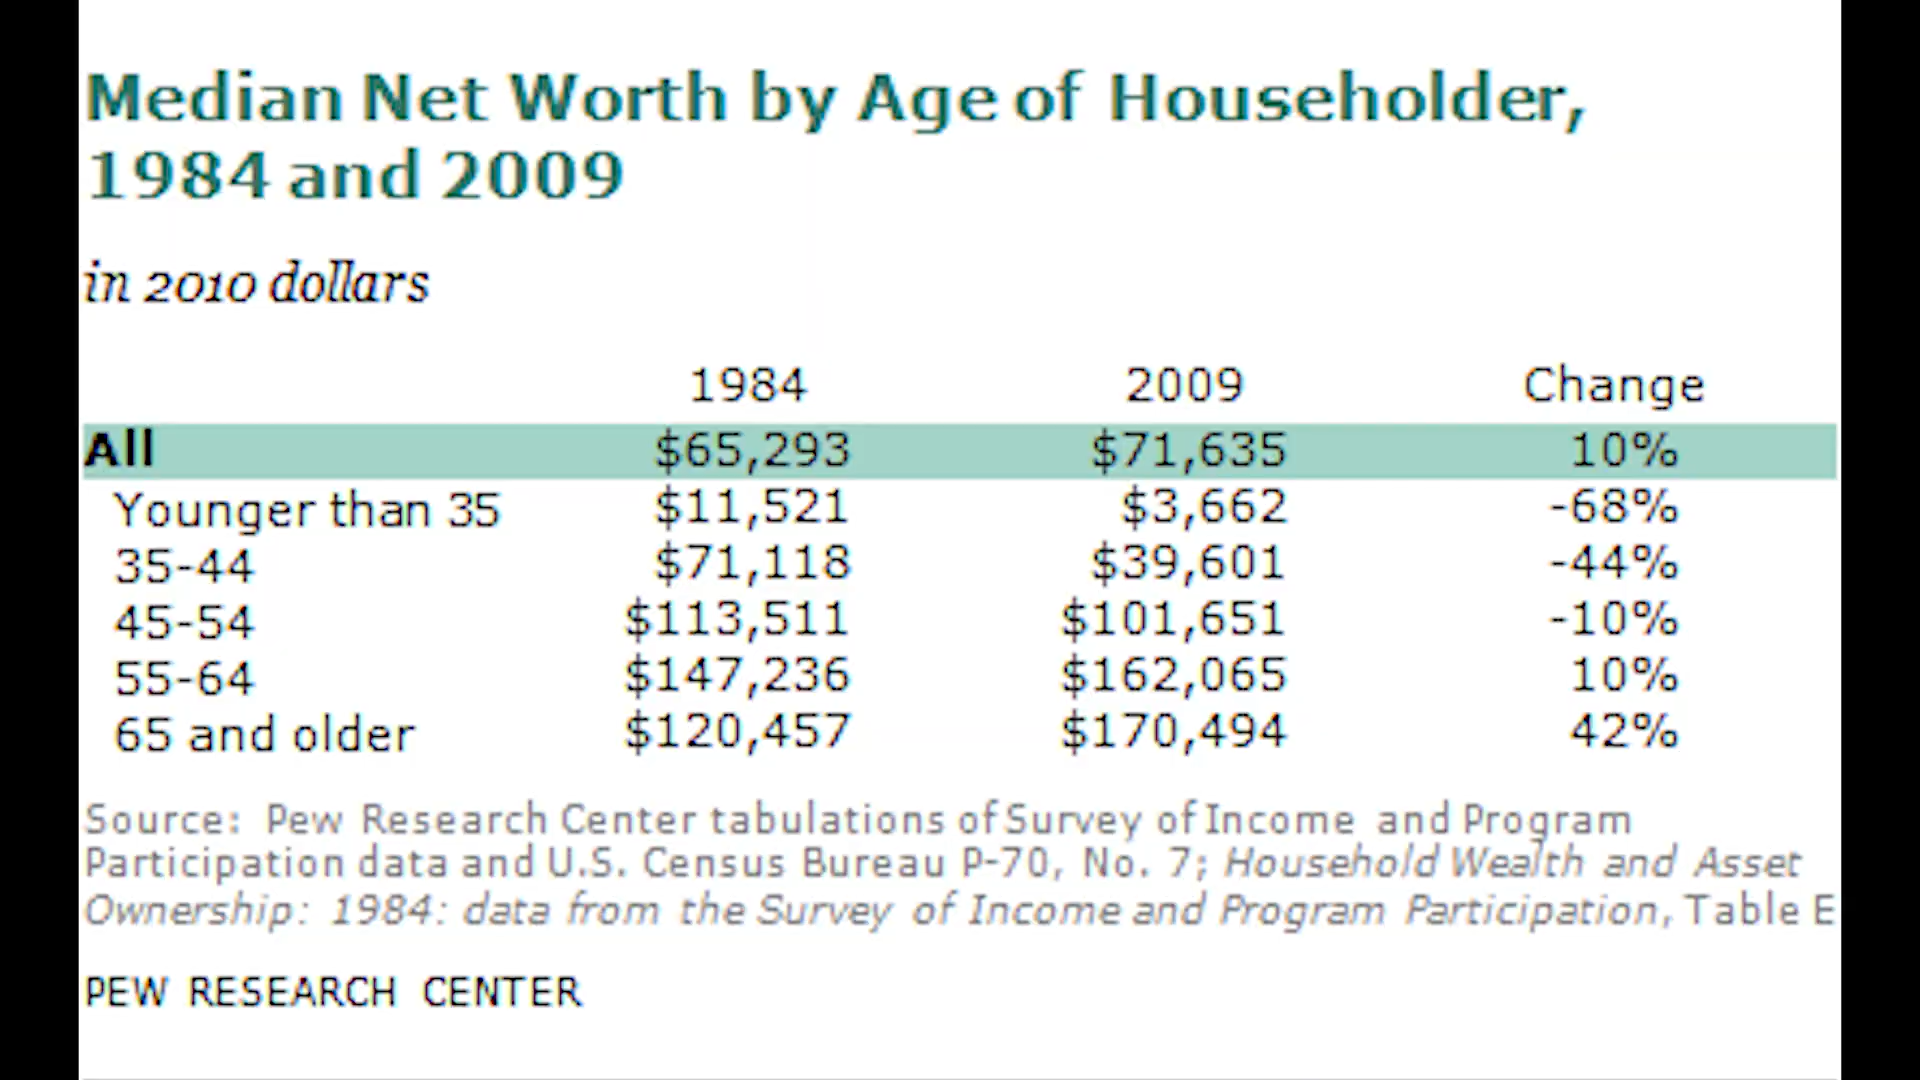 Median Net Worth by Age of Householder,
1984 and 2009
in 2010 dollars
1984 2009 Change
All $65,293 $71,635 10%
Younger than 35 $11,521 $3,662 -68%
35-44 $71,118 $39,601 -44%
45-54 $113,511 $101,651 -10%
55-64 $147,236 $162,065 10%
65 and older $120,457 $170,494 42%
Source: Pew Research Center tabulations of Survey of Income and Program
Participation data and U.S. Census Bureau P-70, No. 7; Household Wealth and Asset
Ownership: 1984: data from the Survey of Income and Program Participation, Table E
PEW RESEARCH CENTER